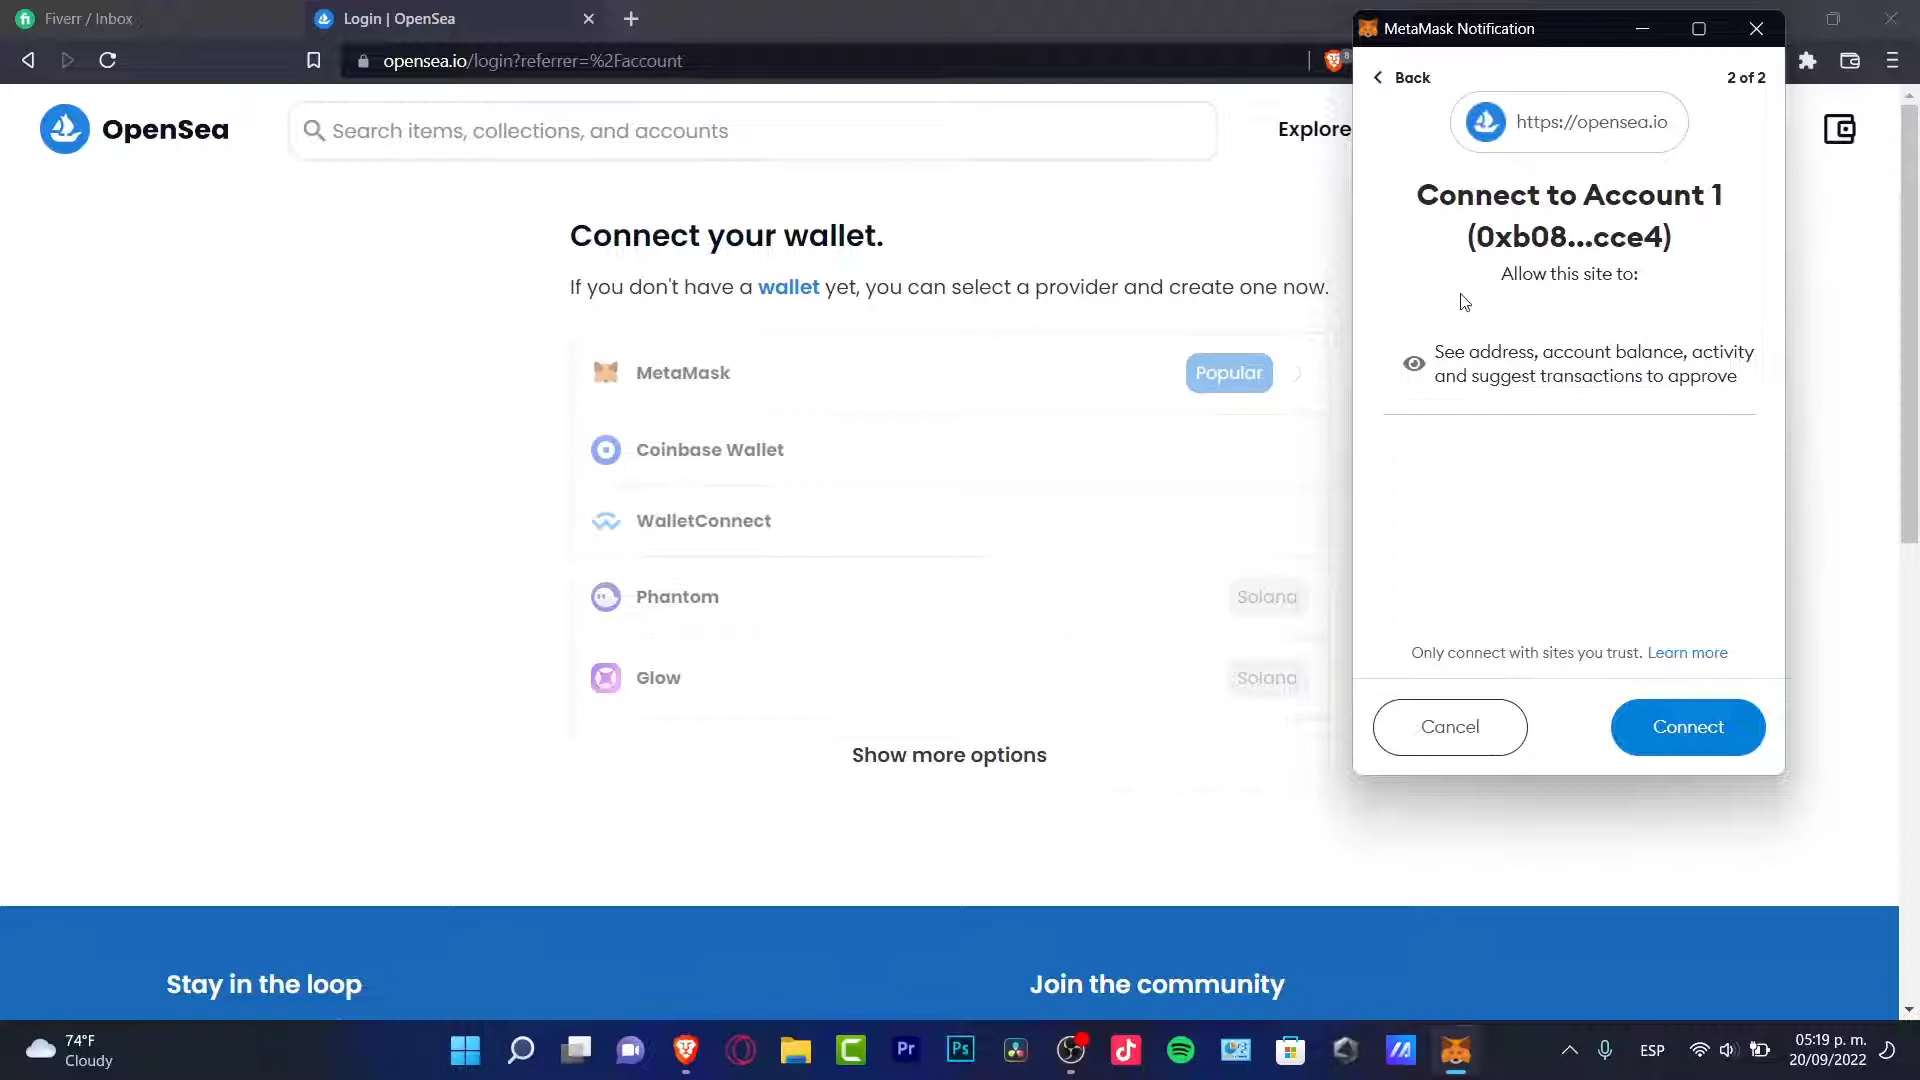 Fiverr / Inbox
Login | OpenSea
opensea.io/login?referrer=%2Faccount
8
MetaMask Notification
Back
2 of 2
https://opensea.io
Connect to Account 1
(0xb08...cce4)
Allow this site to:
See address, account balance, activity
and suggest transactions to approve
Only connect with sites you trust. Learn more
Cancel
Connect
OpenSea
Search items, collections, and accounts
Explore
Connect your wallet.
If you don't have a wallet yet, you can select a provider and create one now.
MetaMask
Popular
Coinbase Wallet
WalletConnect
Phantom
Solana
Glow
Solana
Show more options
Stay in the loop
Join the community
74°F
Cloudy
Pr
Ps
ESP
05:19 p. m.
20/09/2022